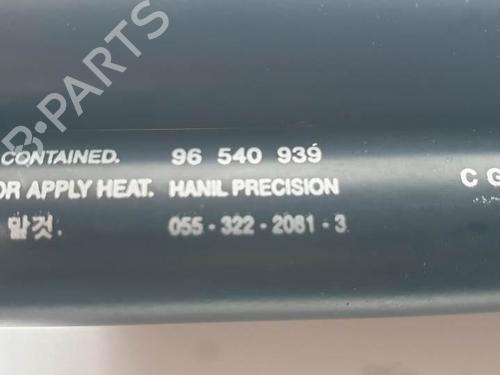 B-PARTS
CONTAINED. 96 540 939
OR APPLY HEAT. HANIL PRECISION
말것. 055-322-2081-3
C G